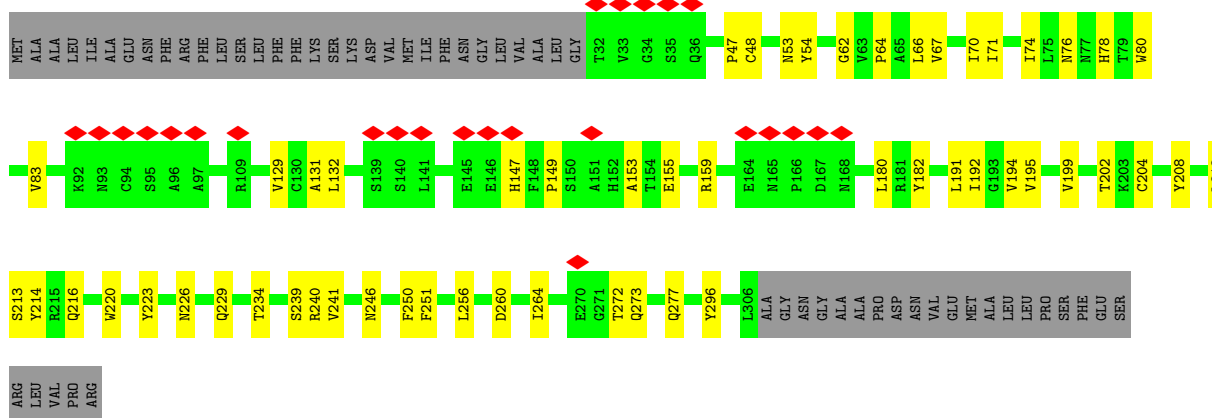 MET ALA ALA LEU ILE ALA GLU ASN PHE ARG PHE LEU SER LEU PHE PHE LYS SER LYS ASP VAL MET ILE PHE ASN GLY LEU VAL ALA LEU GLY T32 V33 G34 S35 Q36 P47 C48 N53 Y54 G62 V63 P64 A65 L66 V67 I70 I71 I74 L75 N76 N77 H78 T79 W80
V83 K92 N93 C94 S95 A96 A97 R109 V129 C130 A131 L132 S139 S140 L141 E145 E146 H147 F148 P149 S150 A151 H152 A153 T154 E155 R159 E164 N165 P166 D167 N168 L180 R181 Y182 L191 I192 G193 V194 V195 V199 T202 K203 C204 Y208
S213 Y214 R215 Q216 W220 Y223 N226 Q229 T234 S239 R240 V241 N246 F250 F251 L256 D260 I264 E270 G271 T272 Q273 Q277 Y296 L306 ALA GLY ASN GLY ALA ALA PRO ASP ASN VAL GLU MET ALA LEU LEU PRO SER PHE GLU SER
ARG LEU VAL PRO ARG